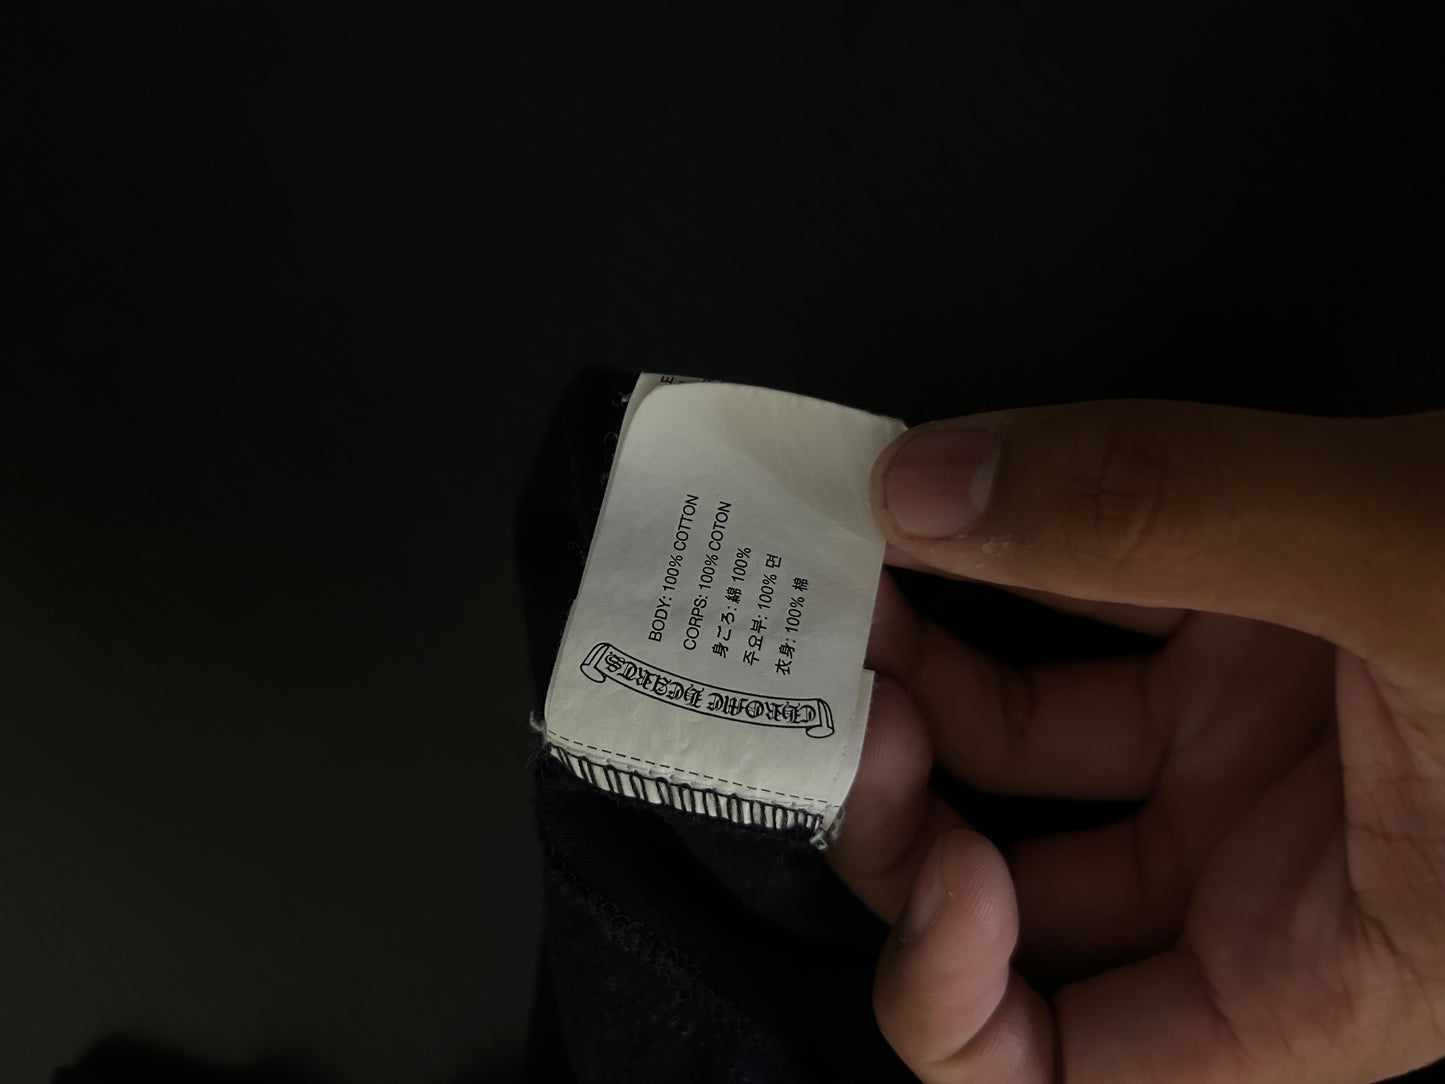 BODY: 100% COTTON
CORPS: 100% COTON
身ごろ: 綿 100%
주요부: 100% 면
衣身: 100% 棉
CHROME HEARTS